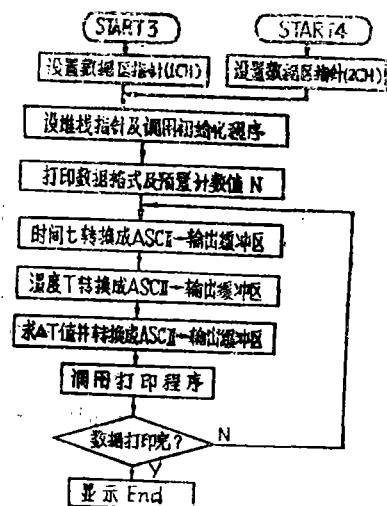 START3
START4
设置数据区指针(1CH)
设置数据区指针(2CH)
设堆栈指针及调用初始化程序
打印数据格式及预置计数值 N
时间七转换成ASCⅡ→输出缓冲区
温度T转换成ASCⅡ→输出缓冲区
求△T值并转换成ASCⅡ→输出缓冲区
调用打印程序
数据打印完?
N
Y
显示 End